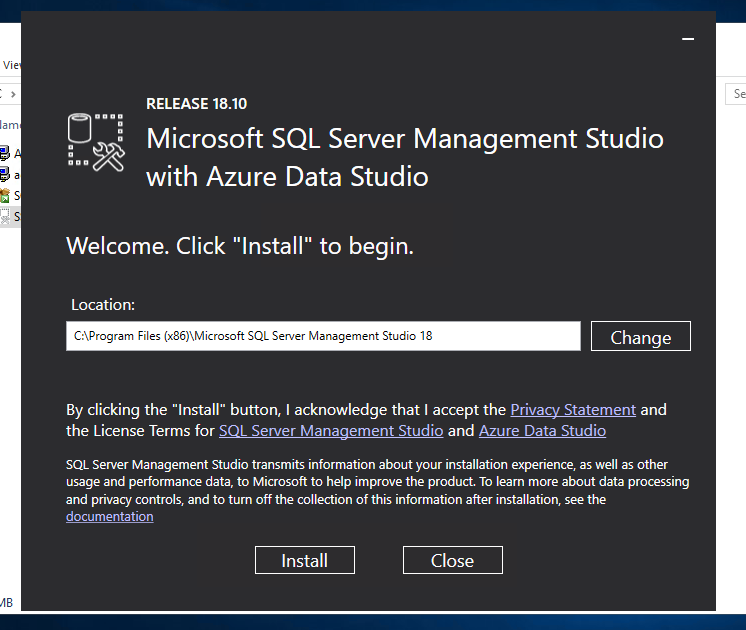 RELEASE 18.10
Microsoft SQL Server Management Studio
with Azure Data Studio
Welcome. Click "Install" to begin.
Location:
C:\Program Files (x86)\Microsoft SQL Server Management Studio 18
Change
By clicking the "Install" button, I acknowledge that I accept the Privacy Statement and
the License Terms for SQL Server Management Studio and Azure Data Studio
SQL Server Management Studio transmits information about your installation experience, as well as other
usage and performance data, to Microsoft to help improve the product. To learn more about data processing
and privacy controls, and to turn off the collection of this information after installation, see the
documentation
Install
Close
MB